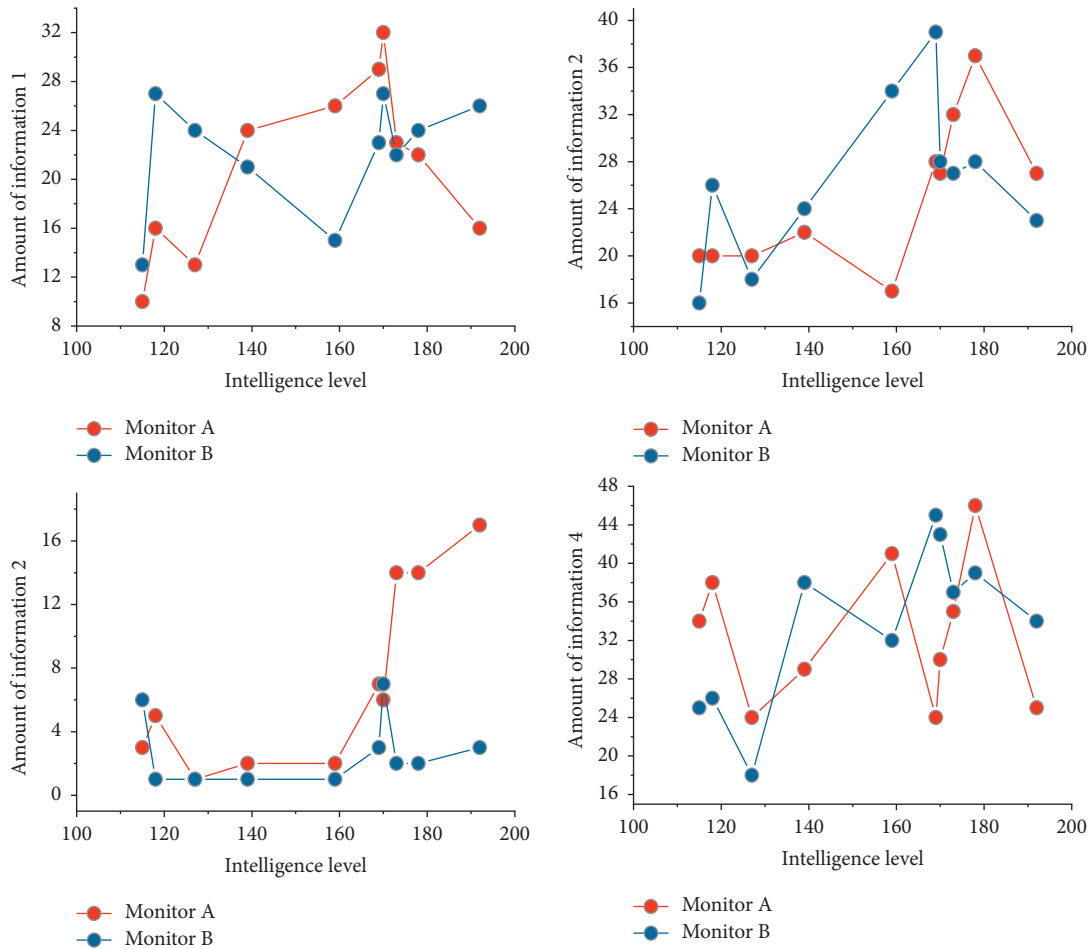 Amount of information 1
32
28
24
20
16
12
8
100 120 140 160 180 200
Intelligence level
Monitor A
Monitor B
Amount of information 2
40
36
32
28
24
20
16
100 120 140 160 180 200
Intelligence level
Monitor A
Monitor B
Amount of information 2
16
12
8
4
0
100 120 140 160 180 200
Intelligence level
Monitor A
Monitor B
Amount of information 4
48
44
40
36
32
28
24
20
16
100 120 140 160 180 200
Intelligence level
Monitor A
Monitor B